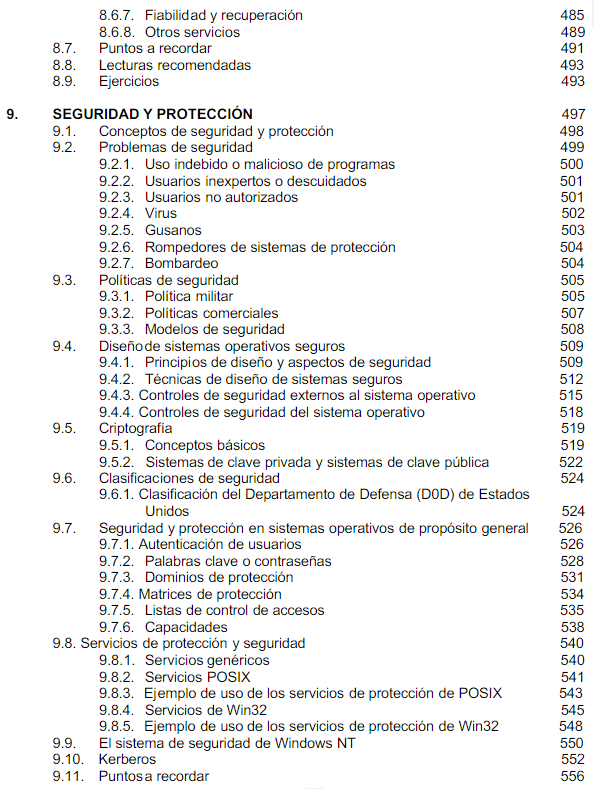 8.6.7. Fiabilidad y recuperación 485
8.6.8. Otros servicios 489
8.7. Puntos a recordar 491
8.8. Lecturas recomendadas 493
8.9. Ejercicios 493
9. SEGURIDAD Y PROTECCIÓN 497
9.1. Conceptos de seguridad y protección 498
9.2. Problemas de seguridad 499
9.2.1. Uso indebido o malicioso de programas 500
9.2.2. Usuarios inexpertos o descuidados 501
9.2.3. Usuarios no autorizados 501
9.2.4. Virus 502
9.2.5. Gusanos 503
9.2.6. Rompedores de sistemas de protección 504
9.2.7. Bombardeo 504
9.3. Políticas de seguridad 505
9.3.1. Política militar 505
9.3.2. Políticas comerciales 507
9.3.3. Modelos de seguridad 508
9.4. Diseño de sistemas operativos seguros 509
9.4.1. Principios de diseño y aspectos de seguridad 509
9.4.2. Técnicas de diseño de sistemas seguros 512
9.4.3. Controles de seguridad externos al sistema operativo 515
9.4.4. Controles de seguridad del sistema operativo 518
9.5. Criptografía 519
9.5.1. Conceptos básicos 519
9.5.2. Sistemas de clave privada y sistemas de clave pública 522
9.6. Clasificaciones de seguridad 524
9.6.1. Clasificación del Departamento de Defensa (D0D) de Estados
Unidos 524
9.7. Seguridad y protección en sistemas operativos de propósito general 526
9.7.1. Autenticación de usuarios 526
9.7.2. Palabras clave o contraseñas 528
9.7.3. Dominios de protección 531
9.7.4. Matrices de protección 534
9.7.5. Listas de control de accesos 535
9.7.6. Capacidades 538
9.8. Servicios de protección y seguridad 540
9.8.1. Servicios genéricos 540
9.8.2. Servicios POSIX 541
9.8.3. Ejemplo de uso de los servicios de protección de POSIX 543
9.8.4. Servicios de Win32 545
9.8.5. Ejemplo de uso de los servicios de protección de Win32 548
9.9. El sistema de seguridad de Windows NT 550
9.10. Kerberos 552
9.11. Puntos a recordar 556